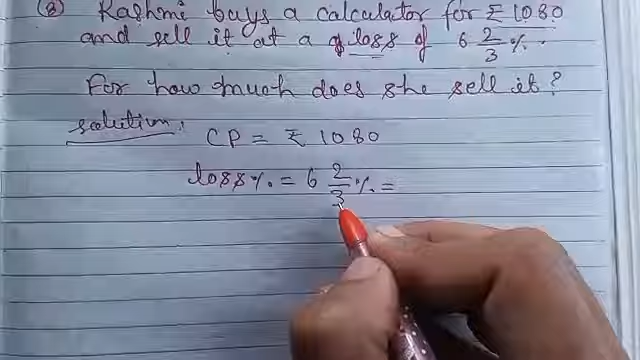 (8) Rashmi buys a calculator for ₹ 1080
and sell it at a loss of 6 2/3 %.
For how much does she sell it?
solution:
CP = ₹ 1080
loss % = 6 2/3 % =